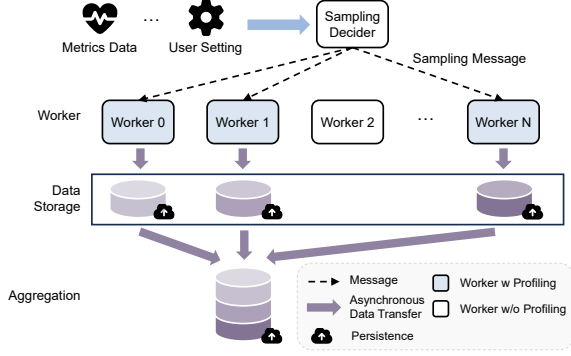 Metrics Data
...
User Setting
Sampling
Decider
Sampling Message
Worker
Worker 0
Worker 1
Worker 2
...
Worker N
Data
Storage
Aggregation
Message
Asynchronous
Data Transfer
Persistence
Worker w Profiling
Worker w/o Profiling